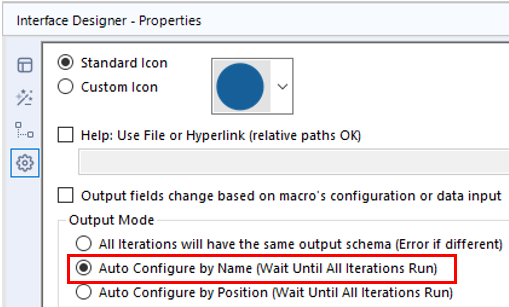 Interface Designer - Properties
Standard Icon
Custom Icon
Help: Use File or Hyperlink (relative paths OK)
Output fields change based on macro's configuration or data input
Output Mode
All Iterations will have the same output schema (Error if different)
Auto Configure by Name (Wait Until All Iterations Run)
Auto Configure by Position (Wait Until All Iterations Run)